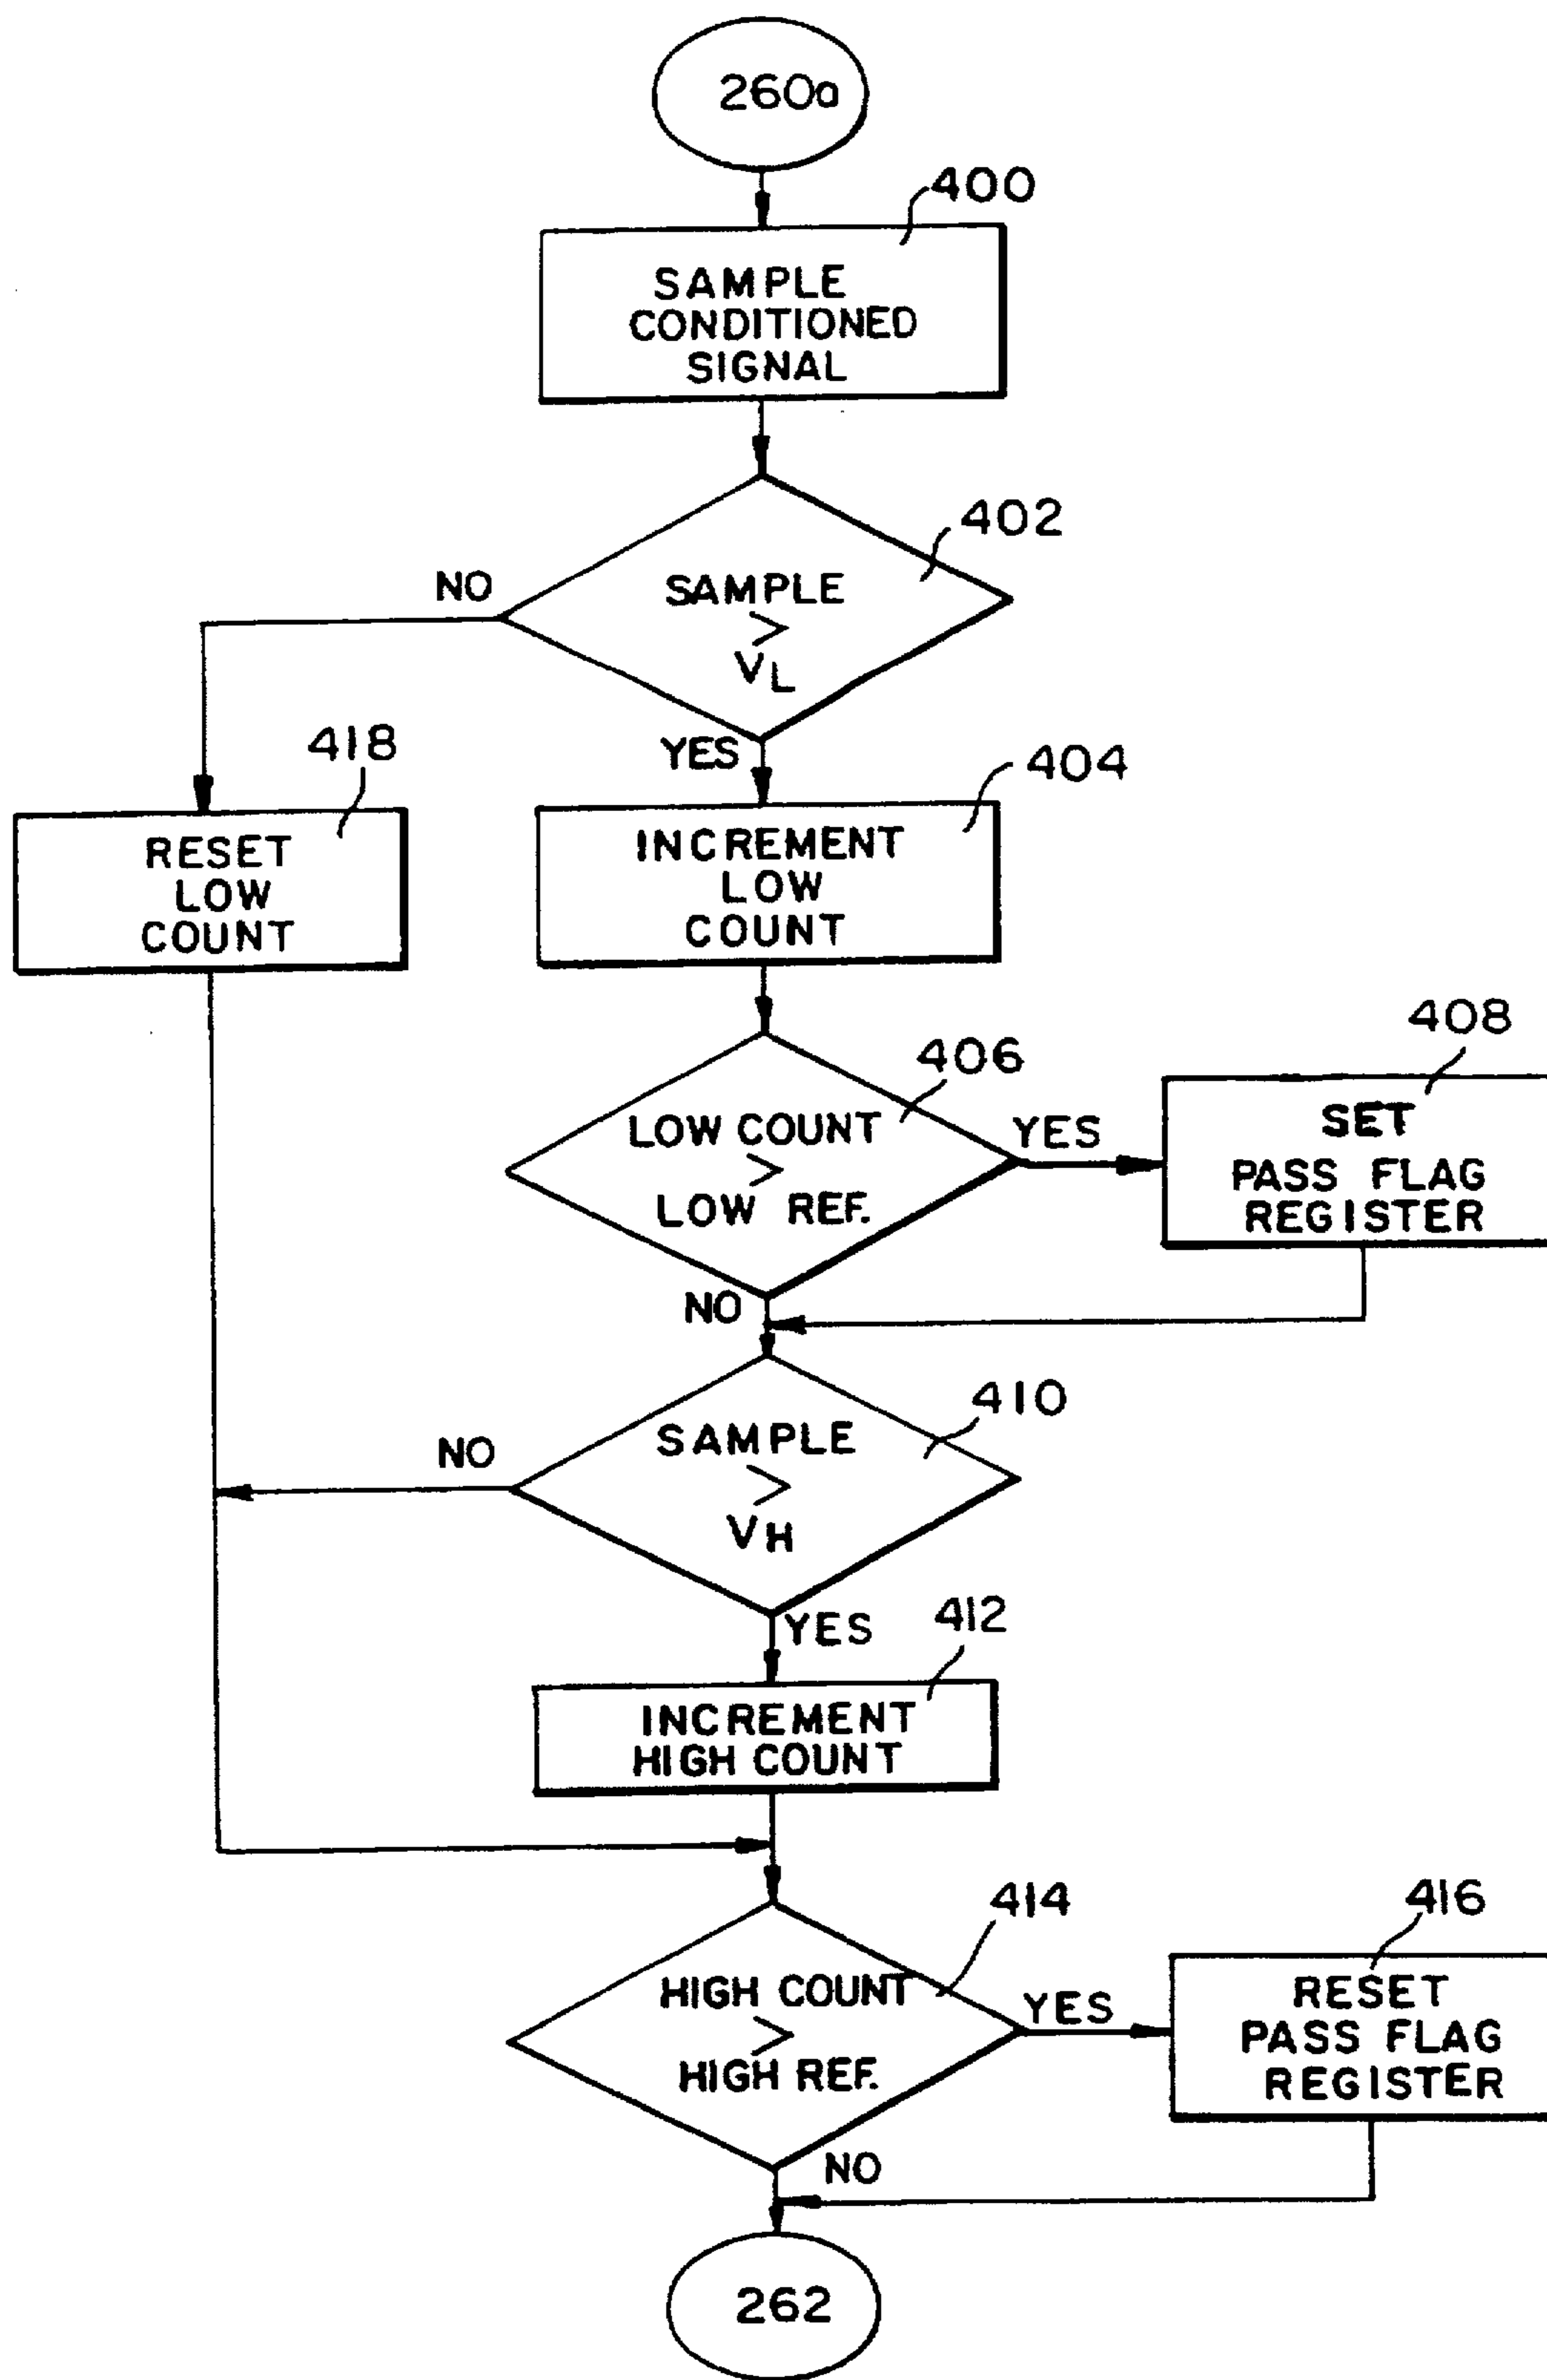 260a
400
SAMPLE
CONDITIONED
SIGNAL
402
NO
SAMPLE
>
VL
YES
418
404
RESET
LOW
COUNT
INCREMENT
LOW
COUNT
408
406
LOW COUNT
>
LOW REF.
YES
SET
PASS FLAG
REGISTER
NO
410
NO
SAMPLE
>
VH
YES
412
INCREMENT
HIGH COUNT
414
416
HIGH COUNT
>
HIGH REF.
YES
RESET
PASS FLAG
REGISTER
NO
262